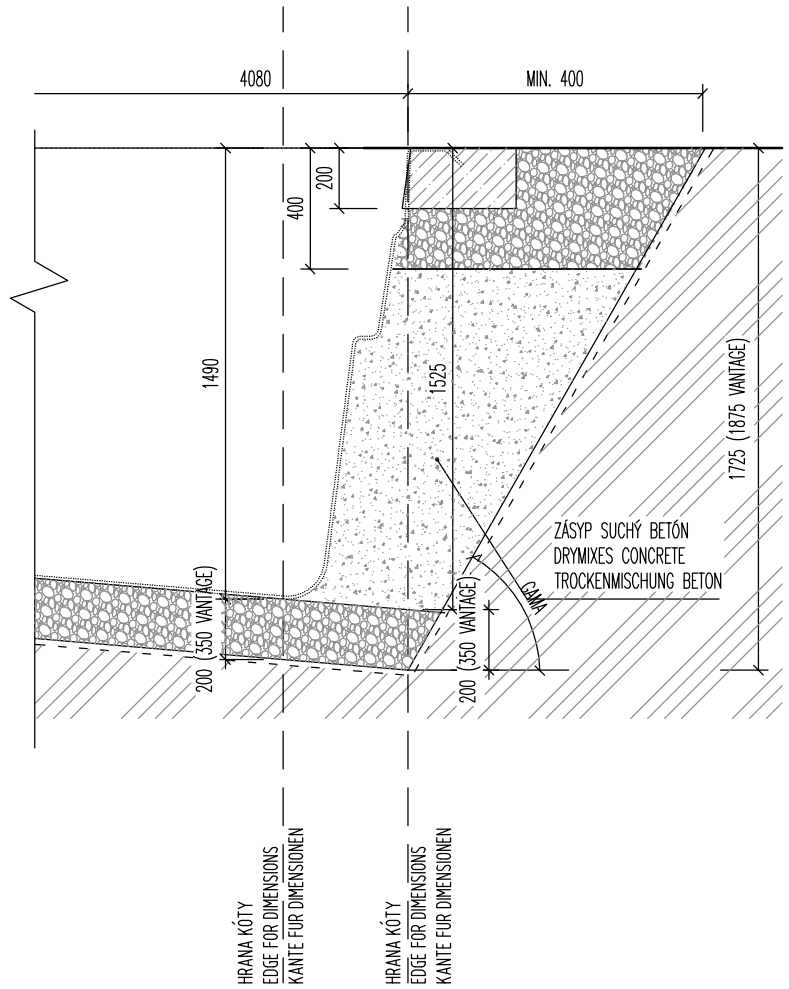 4080
MIN. 400
200
400
1490
1525
1725 (1875 VANTAGE)
ZÁSYP SUCHÝ BETÓN
DRYMIXES CONCRETE
TROCKENMISCHUNG BETON
GAMA
200 (350 VANTAGE)
200 (350 VANTAGE)
HRANA KÓTY
EDGE FOR DIMENSIONS
KANTE FUR DIMENSIONEN
HRANA KÓTY
EDGE FOR DIMENSIONS
KANTE FUR DIMENSIONEN